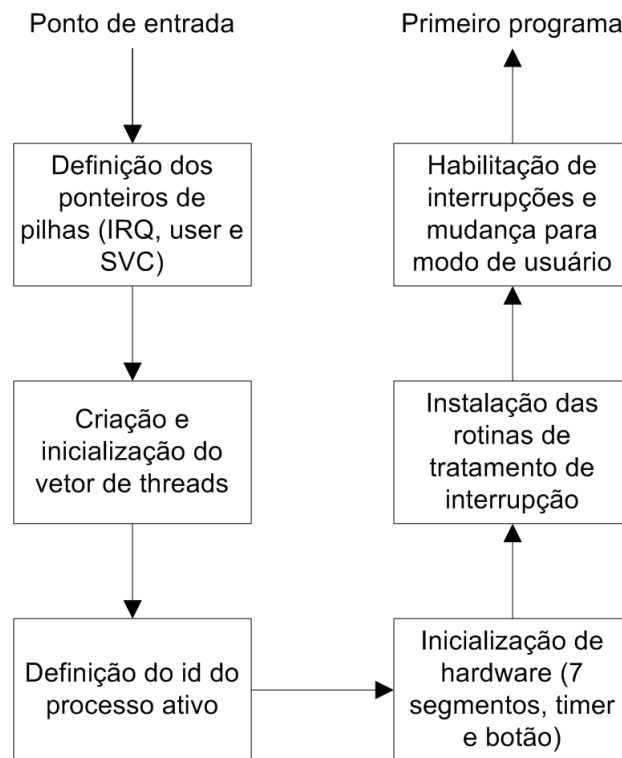 Ponto de entrada
Definição dos
ponteiros de
pilhas (IRQ, user e
SVC)
Criação e
inicialização do
vetor de threads
Definição do id do
processo ativo
Inicialização de
hardware (7
segmentos, timer
e botão)
Instalação das
rotinas de
tratamento de
interrupção
Habilitação de
interrupções e
mudança para
modo de usuário
Primeiro programa